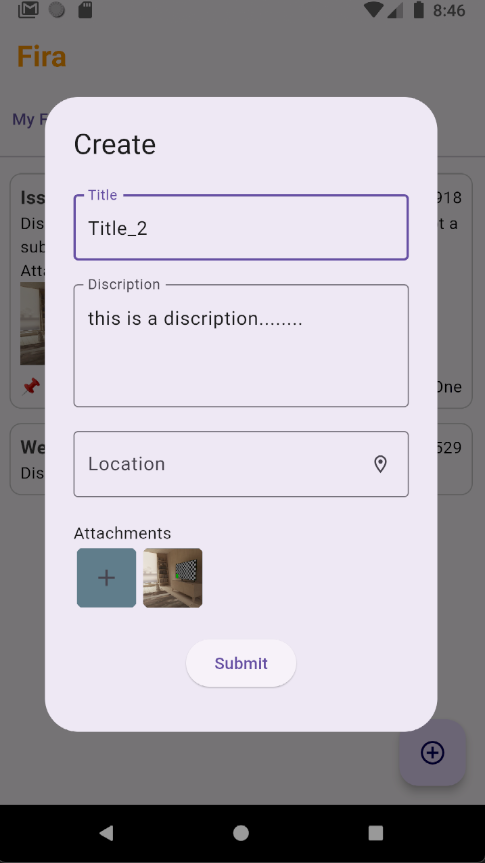 8:46
Fira
My F
Create
Iss
918
Title
Title_2
Dis
t a
sub
Atta
Discription
this is a discription........
One
We
529
Location
Dis
Attachments
Submit